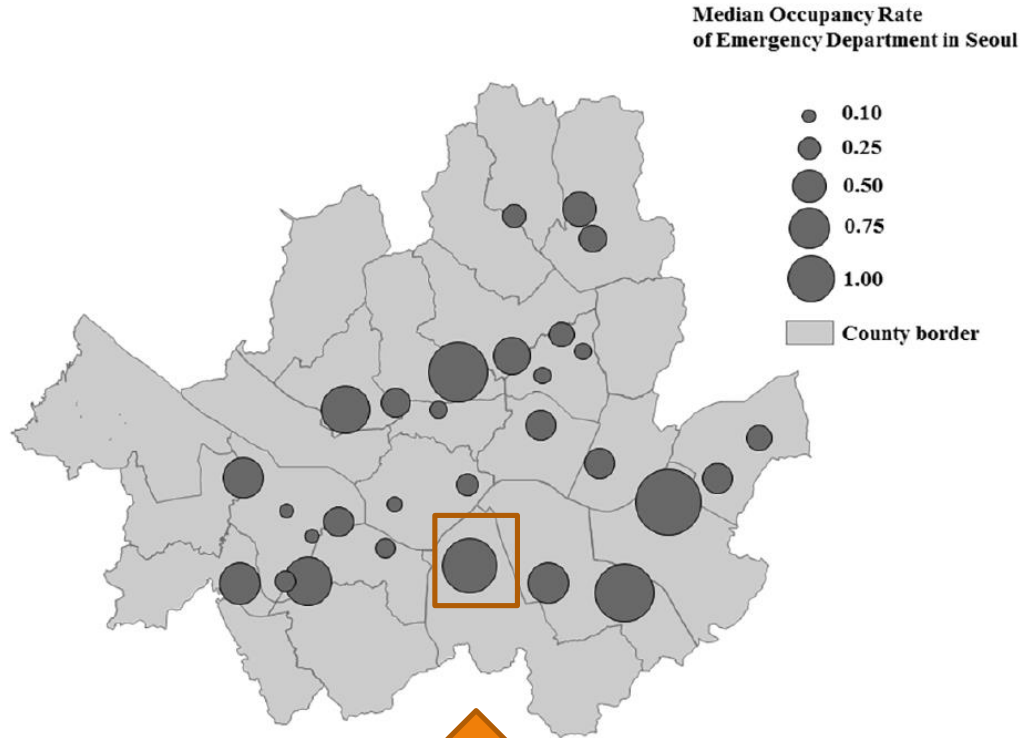 Median Occupancy Rate
of Emergency Department in Seoul
0.10
0.25
0.50
0.75
1.00
County border